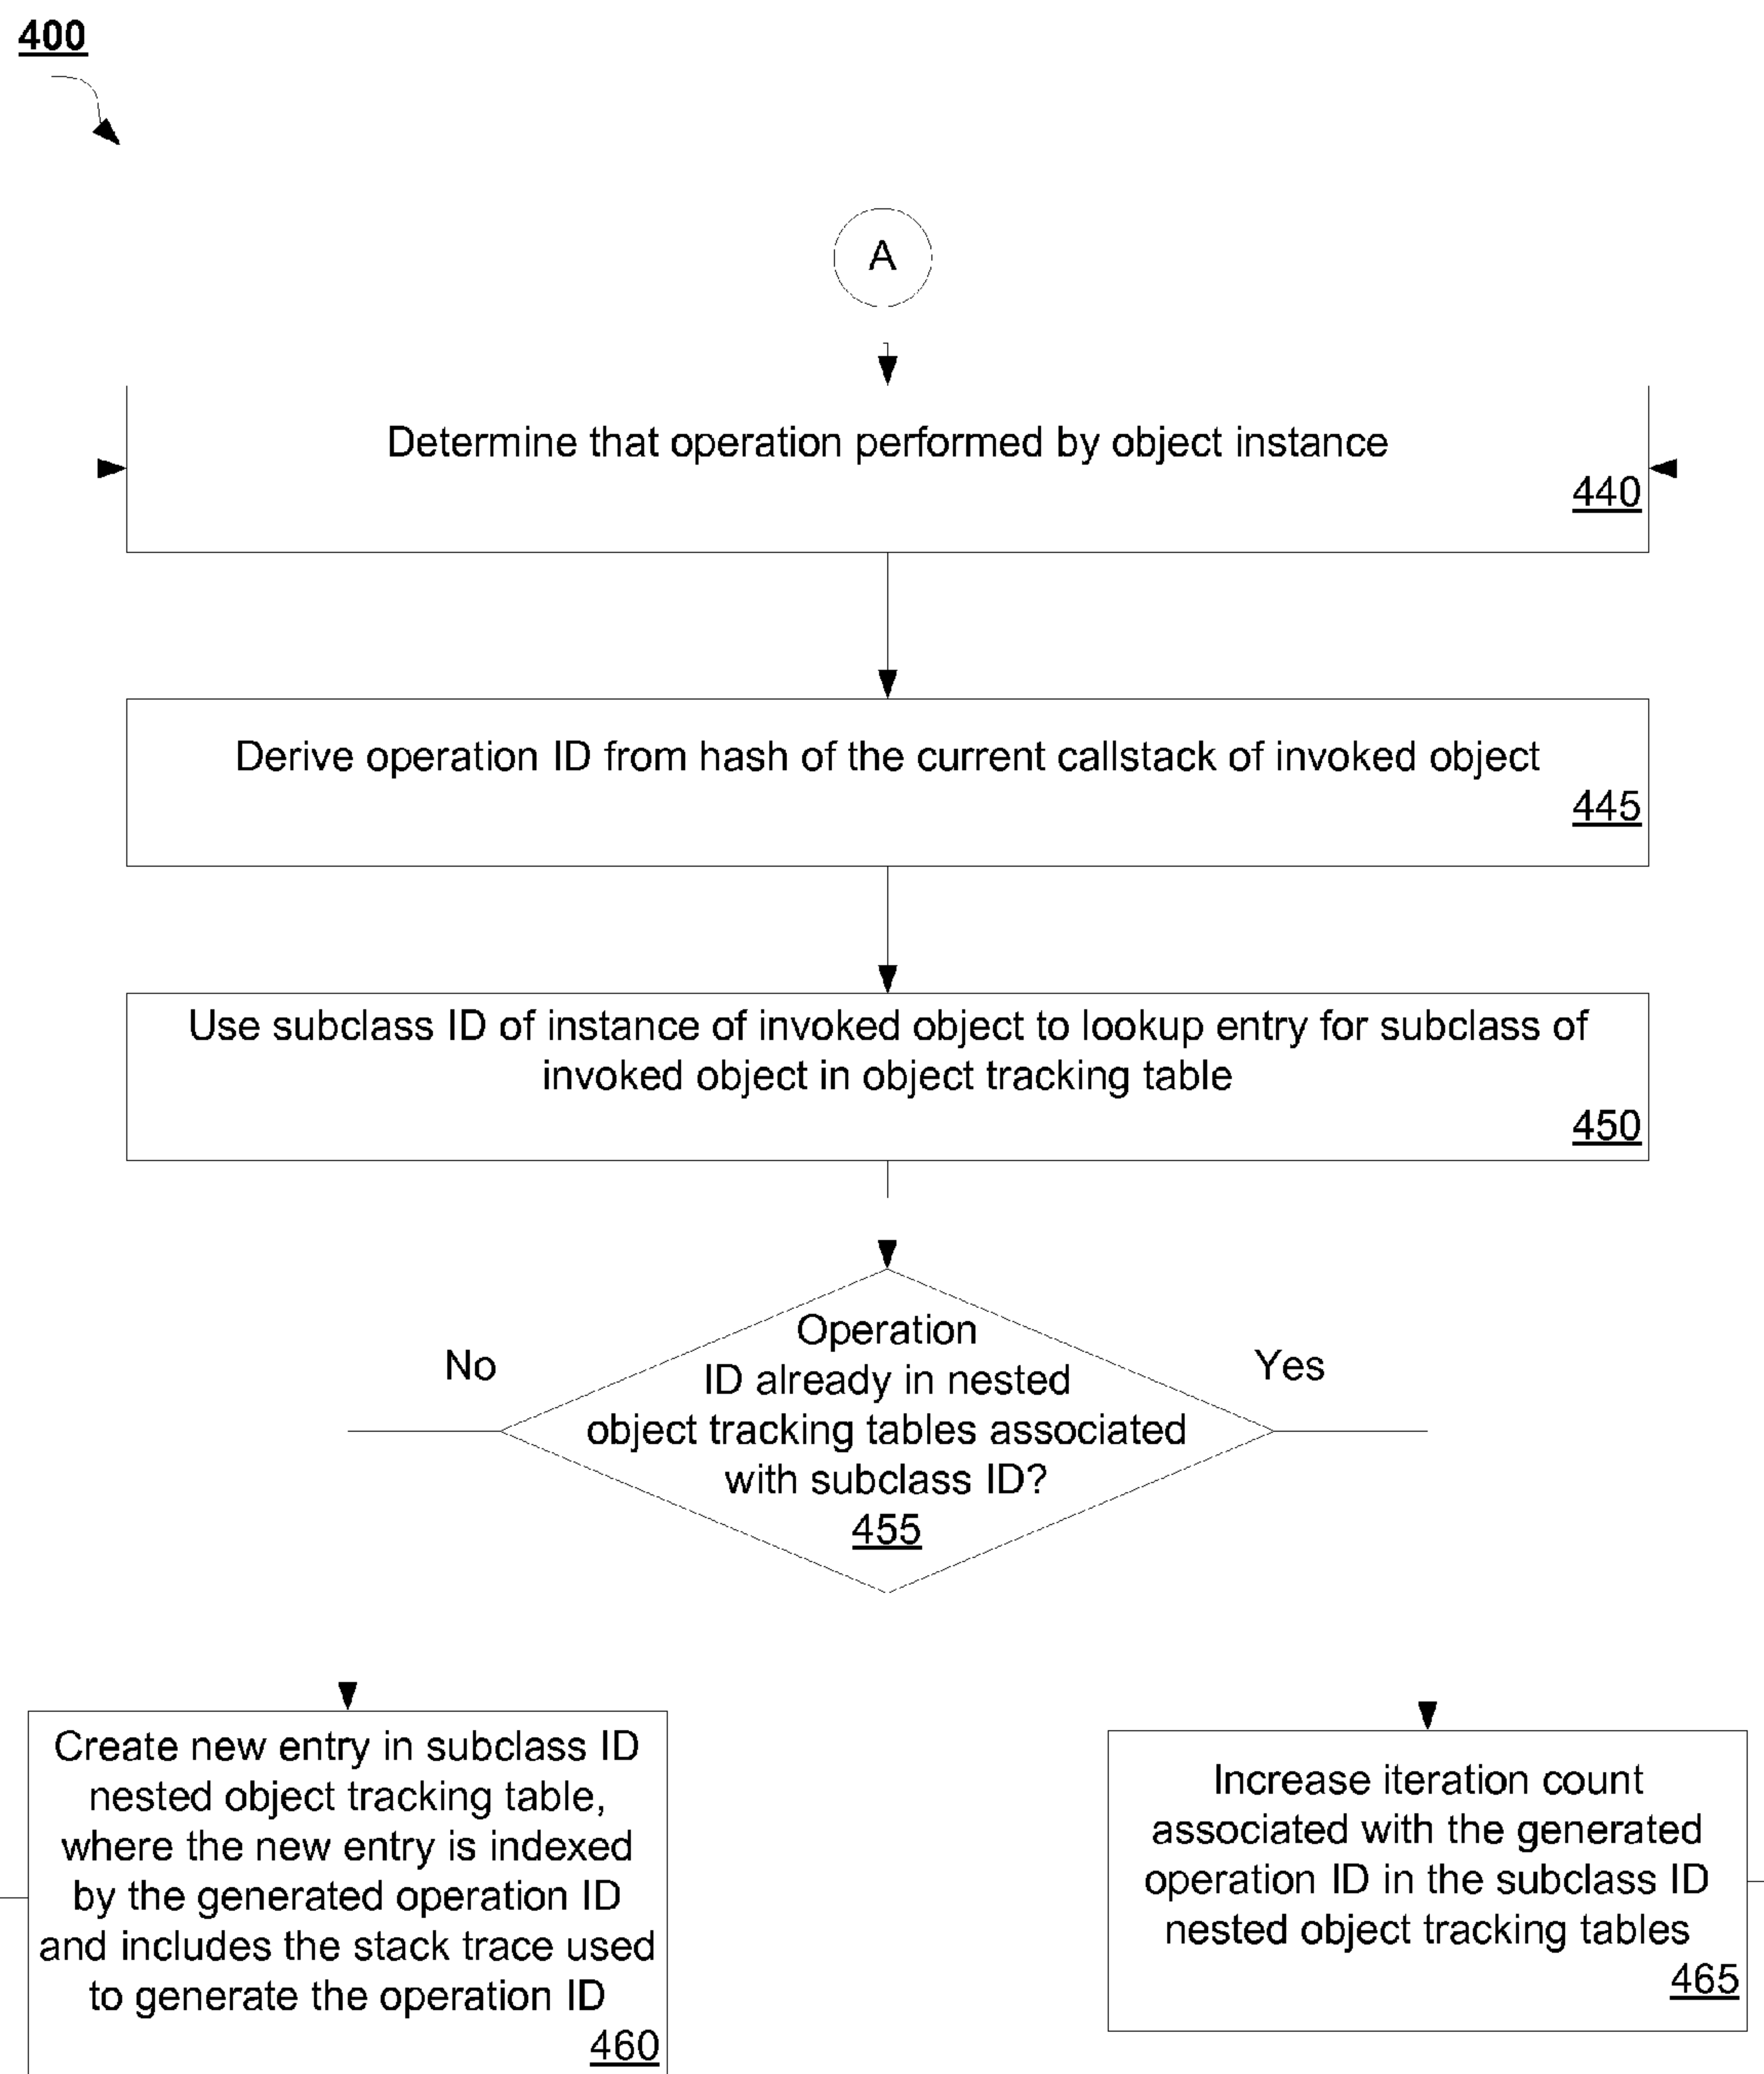 400
A
Determine that operation performed by object instance
440
Derive operation ID from hash of the current callstack of invoked object
445
Use subclass ID of instance of invoked object to lookup entry for subclass of
invoked object in object tracking table
450
Operation
ID already in nested
object tracking tables associated
with subclass ID?
455
No
Yes
Create new entry in subclass ID
nested object tracking table,
where the new entry is indexed
by the generated operation ID
and includes the stack trace used
to generate the operation ID
460
Increase iteration count
associated with the generated
operation ID in the subclass ID
nested object tracking tables
465